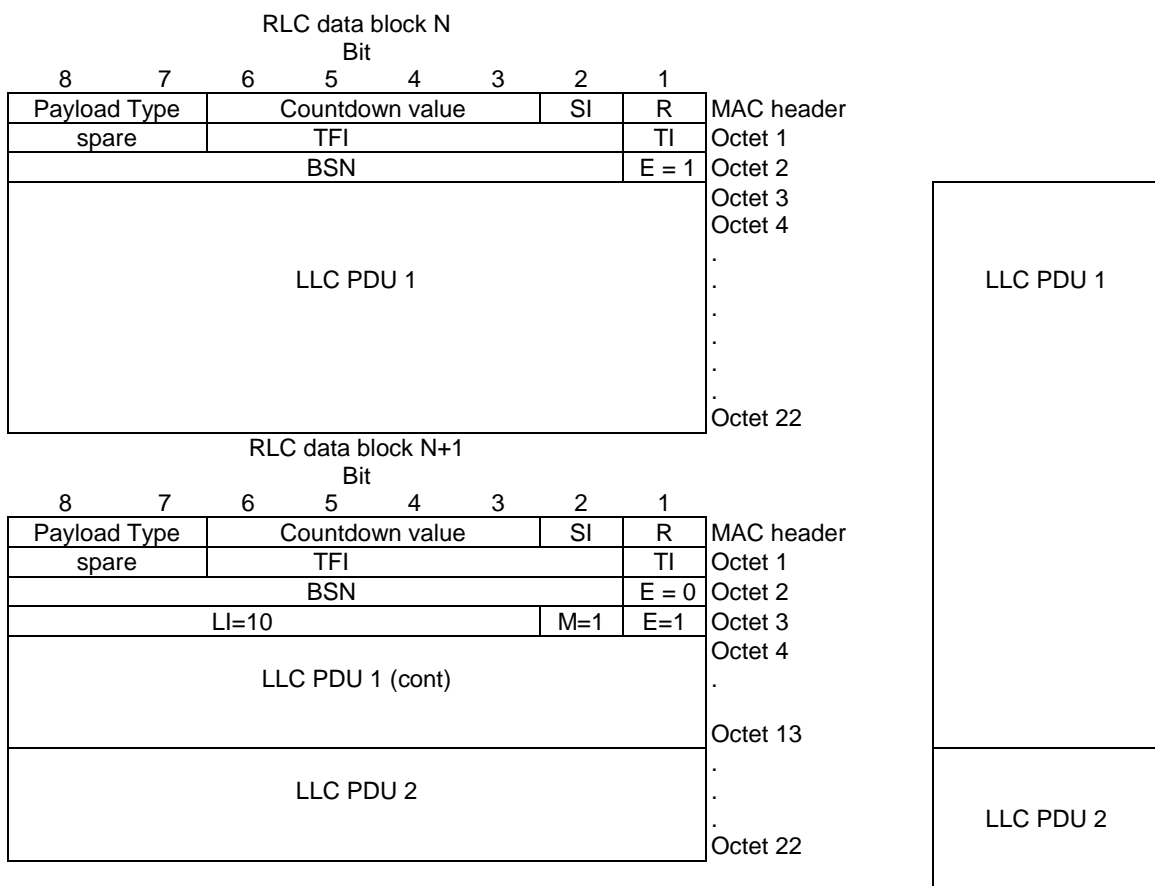 RLC data block N
Bit
8 7 6 5 4 3 2 1
Payload Type Countdown value SI R MAC header
spare TFI TI Octet 1
BSN E = 1 Octet 2
Octet 3
Octet 4
.
LLC PDU 1 . LLC PDU 1
.
.
.
.
Octet 22
RLC data block N+1
Bit
8 7 6 5 4 3 2 1
Payload Type Countdown value SI R MAC header
spare TFI TI Octet 1
BSN E = 0 Octet 2
LI=10 M=1 E=1 Octet 3
Octet 4
LLC PDU 1 (cont) .
Octet 13
.
LLC PDU 2 .
. LLC PDU 2
Octet 22